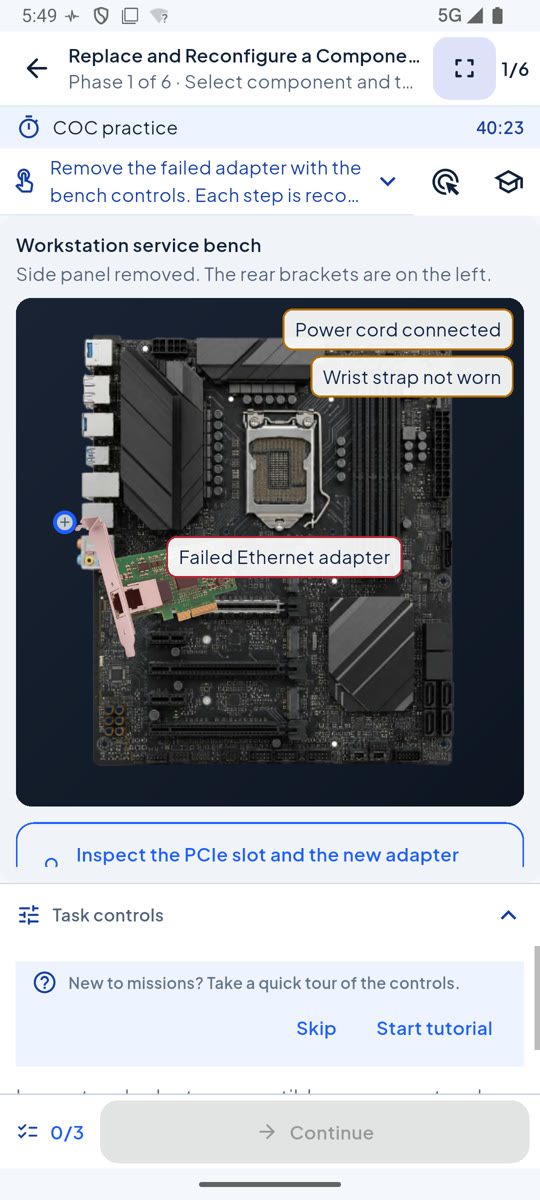 5:49
5G
Replace and Reconfigure a Compone…
Phase 1 of 6 · Select component and t…
1/6
COC practice
40:23
Remove the failed adapter with the
bench controls. Each step is reco…
Workstation service bench
Side panel removed. The rear brackets are on the left.
Power cord connected
Wrist strap not worn
Failed Ethernet adapter
Inspect the PCIe slot and the new adapter
Task controls
New to missions? Take a quick tour of the controls.
Skip
Start tutorial
0/3
Continue